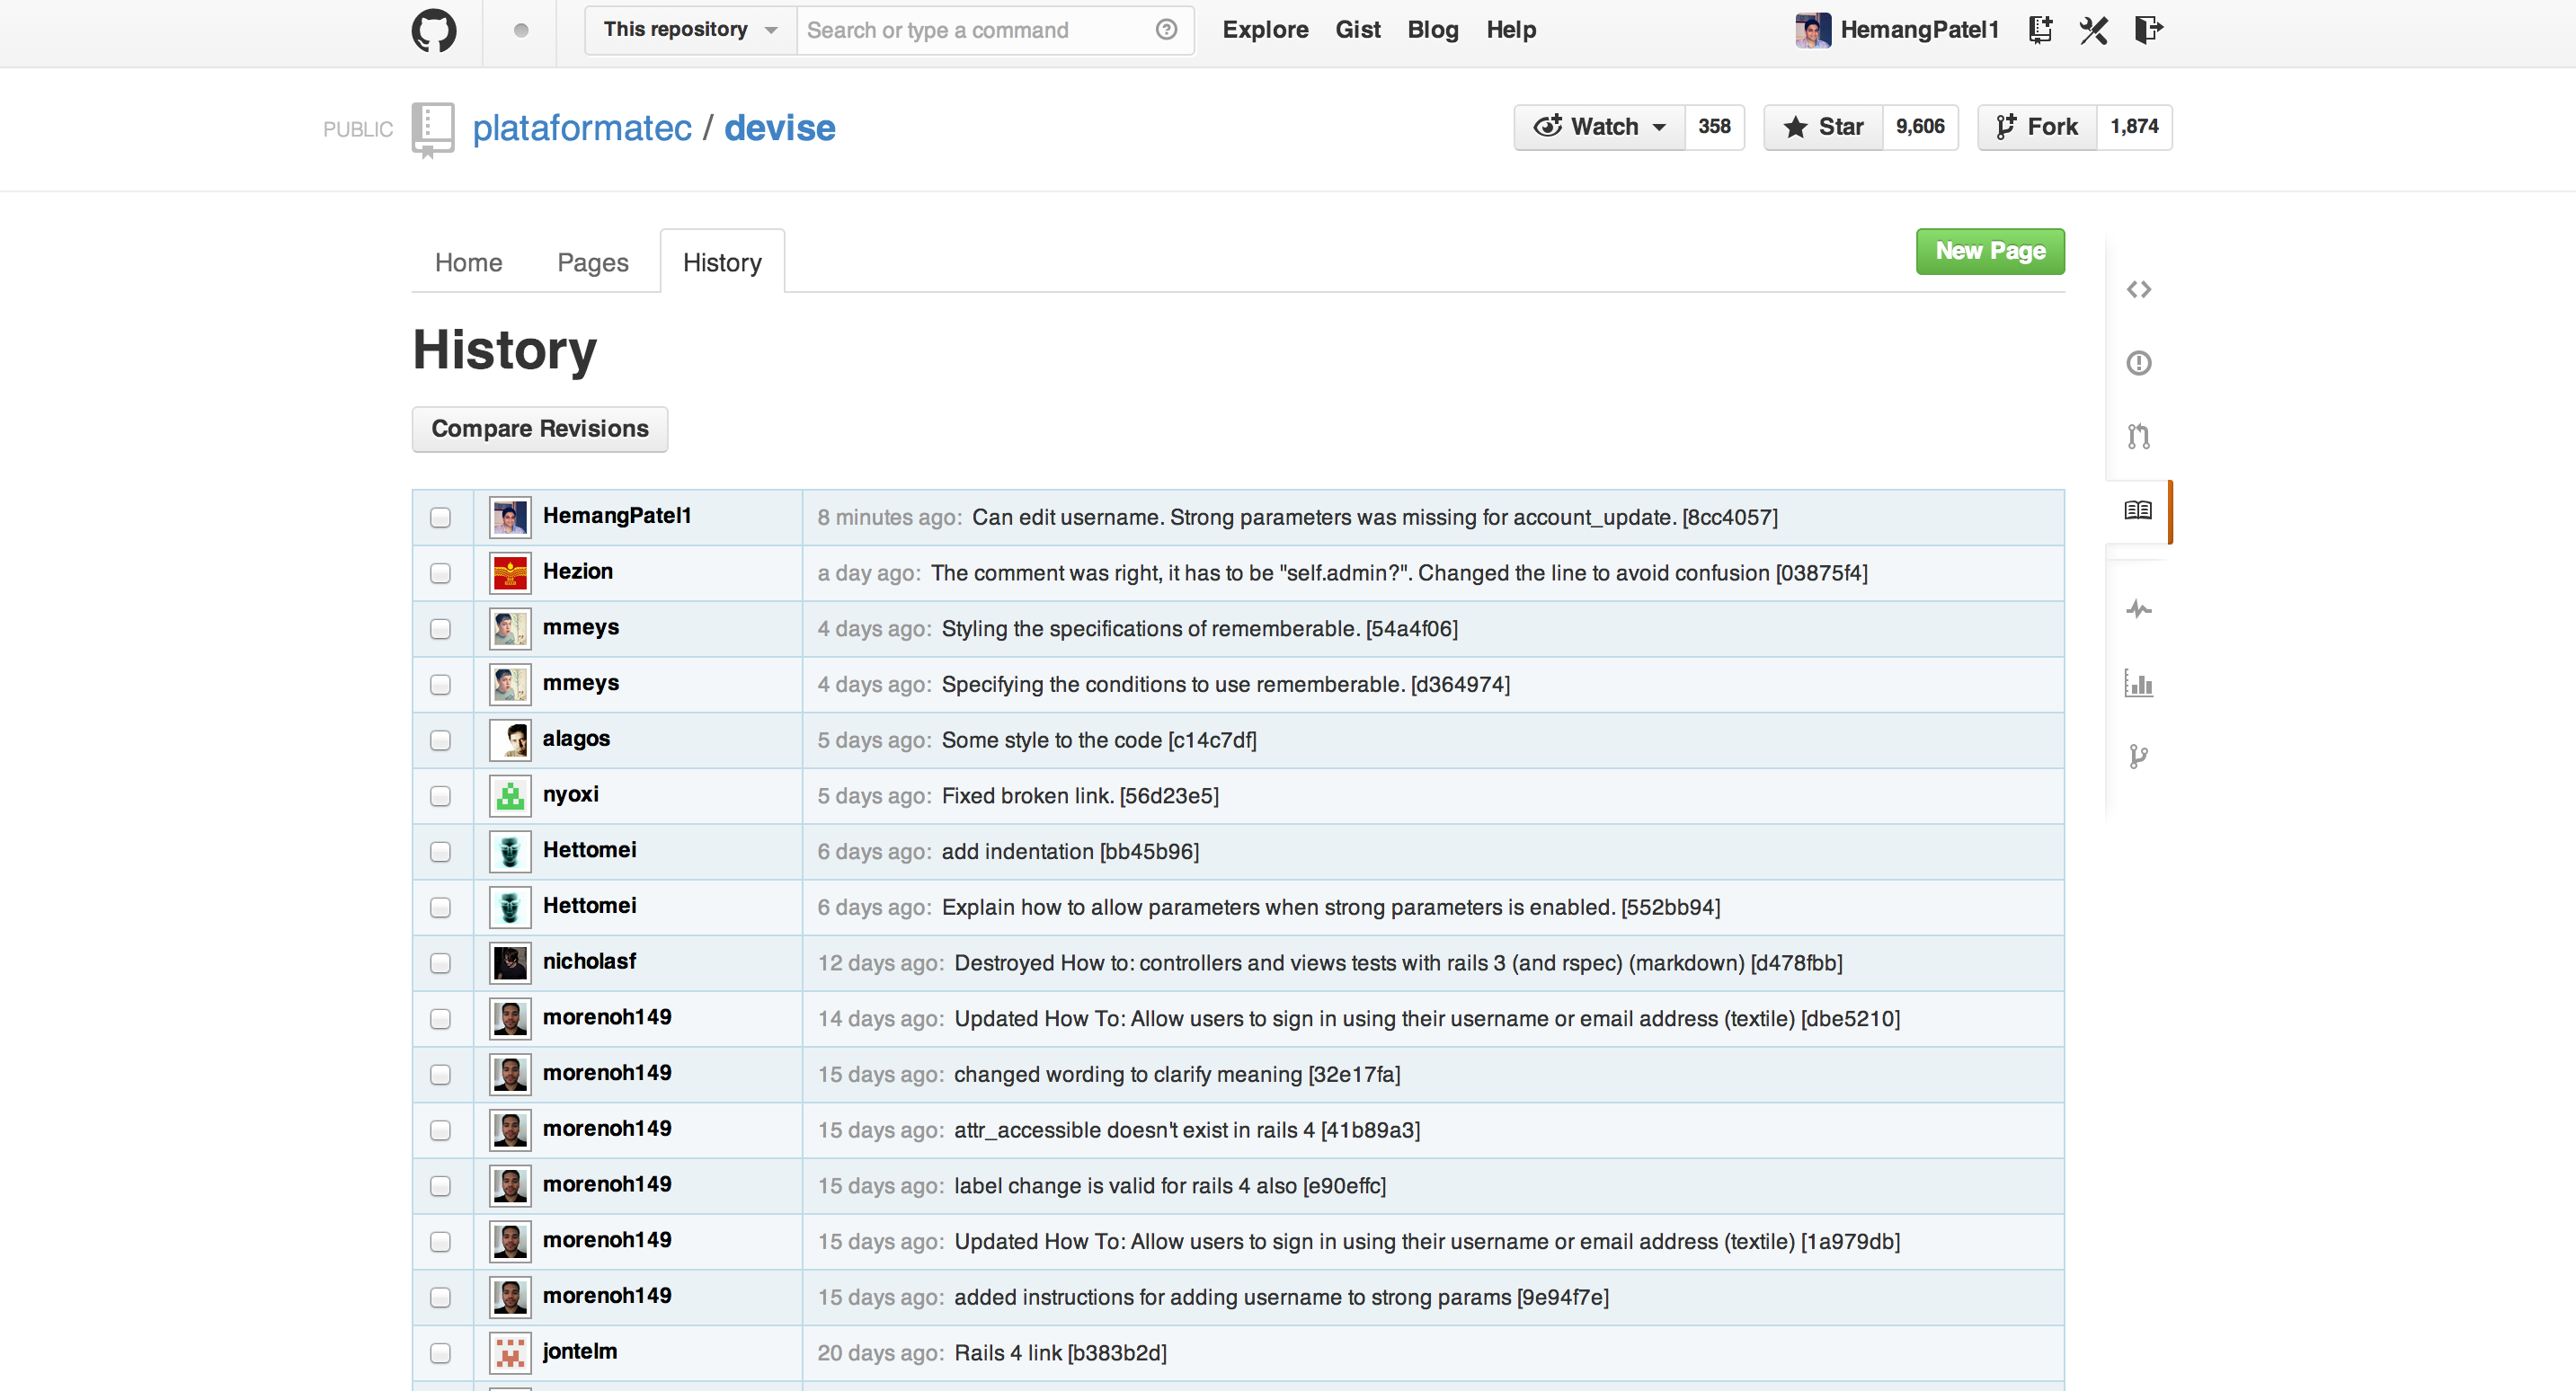 This repository Search or type a command Explore Gist Blog Help HemangPatel1
PUBLIC plataformatec / devise Watch 358 Star 9,606 Fork 1,874
Home Pages History New Page
History
Compare Revisions
HemangPatel1 8 minutes ago: Can edit username. Strong parameters was missing for account_update. [8cc4057]
Hezion a day ago: The comment was right, it has to be "self.admin?". Changed the line to avoid confusion [03875f4]
mmeys 4 days ago: Styling the specifications of rememberable. [54a4f06]
mmeys 4 days ago: Specifying the conditions to use rememberable. [d364974]
alagos 5 days ago: Some style to the code [c14c7df]
nyoxi 5 days ago: Fixed broken link. [56d23e5]
Hettomei 6 days ago: add indentation [bb45b96]
Hettomei 6 days ago: Explain how to allow parameters when strong parameters is enabled. [552bb94]
nicholasf 12 days ago: Destroyed How to: controllers and views tests with rails 3 (and rspec) (markdown) [d478fbb]
morenoh149 14 days ago: Updated How To: Allow users to sign in using their username or email address (textile) [dbe5210]
morenoh149 15 days ago: changed wording to clarify meaning [32e17fa]
morenoh149 15 days ago: attr_accessible doesn't exist in rails 4 [41b89a3]
morenoh149 15 days ago: label change is valid for rails 4 also [e90effc]
morenoh149 15 days ago: Updated How To: Allow users to sign in using their username or email address (textile) [1a979db]
morenoh149 15 days ago: added instructions for adding username to strong params [9e94f7e]
jontelm 20 days ago: Rails 4 link [b383b2d]